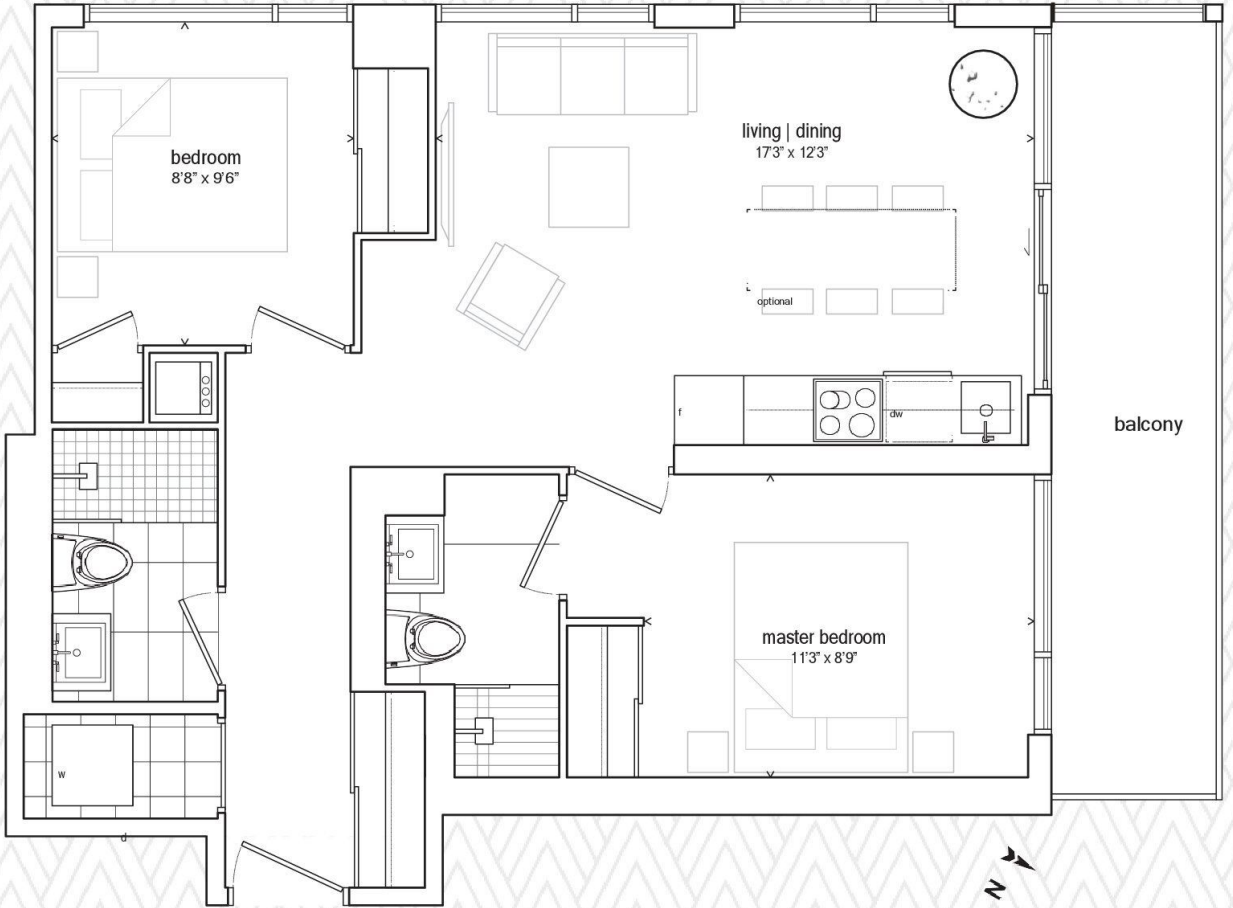 bedroom
8'8" x 9'6"
living | dining
17'3" x 12'3"
optional
f
dw
balcony
master bedroom
11'3" x 8'9"
w
d
N